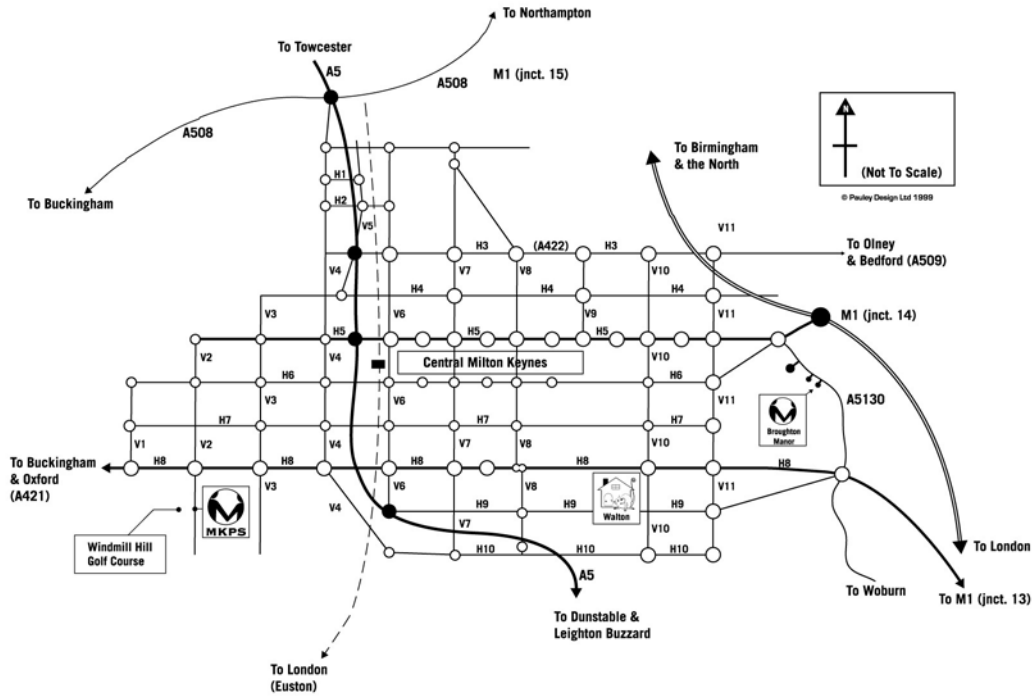 To Northampton
To Towcester
A5
A508
M1 (jnct. 15)
A508
To Birmingham
& the North
N
(Not To Scale)
© Pauley Design Ltd 1999
To Buckingham
H1
H2
V5
V11
H3
(A422)
H3
To Olney
& Bedford (A509)
V4
V7
V8
V10
H4
H4
H4
V3
V6
V9
V11
M1 (jnct. 14)
H5
H5
H5
V2
V4
V10
Central Milton Keynes
H6
H6
V3
V6
V11
A5130
Broughton
Manor
H7
H7
H7
V1
V2
V4
V7
V8
V10
To Buckingham
& Oxford
(A421)
H8
H8
H8
H8
H8
V3
V6
V8
V11
V4
H9
H9
H9
MKPS
Walton
V7
V10
Windmill Hill
Golf Course
H10
H10
H10
To London
A5
To Woburn
To M1 (jnct. 13)
To Dunstable &
Leighton Buzzard
To London
(Euston)